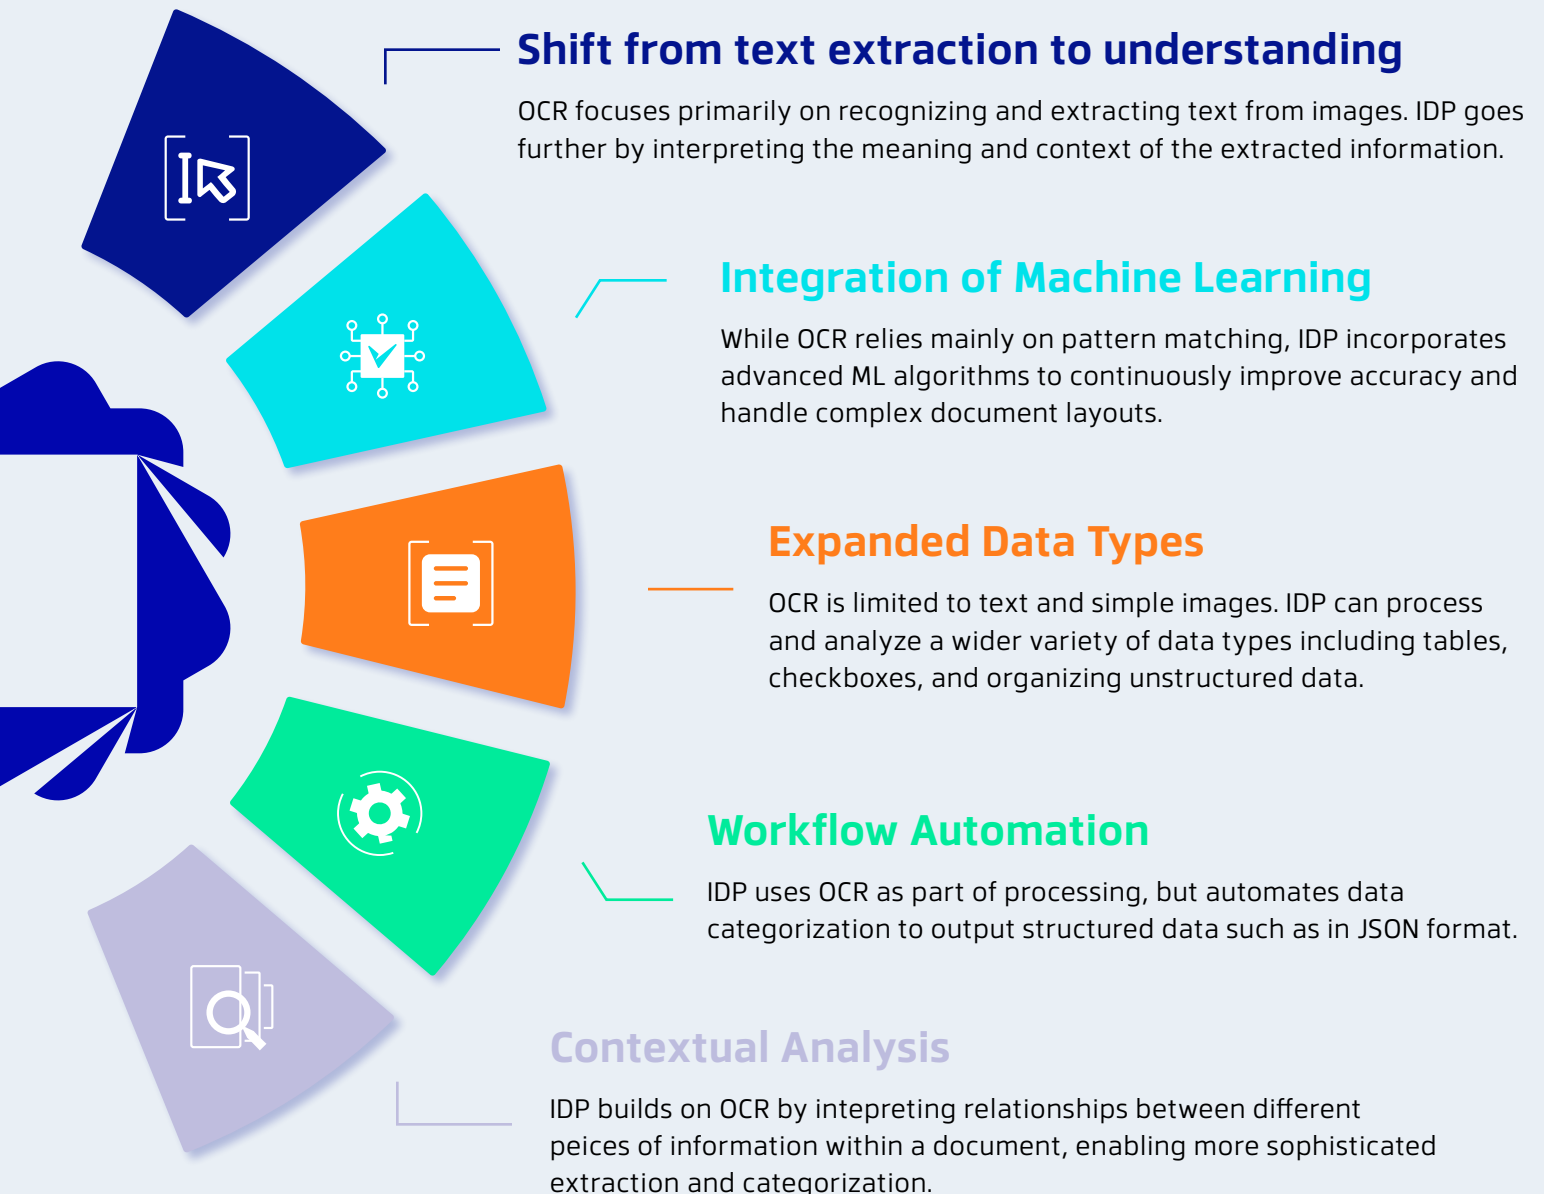 Shift from text extraction to understanding
OCR focuses primarily on recognizing and extracting text from images. IDP goes
further by interpreting the meaning and context of the extracted information.
Integration of Machine Learning
While OCR relies mainly on pattern matching, IDP incorporates
advanced ML algorithms to continuously improve accuracy and
handle complex document layouts.
Expanded Data Types
OCR is limited to text and simple images. IDP can process
and analyze a wider variety of data types including tables,
checkboxes, and organizing unstructured data.
Workflow Automation
IDP uses OCR as part of processing, but automates data
categorization to output structured data such as in JSON format.
Contextual Analysis
IDP builds on OCR by intepreting relationships between different
peices of information within a document, enabling more sophisticated
extraction and categorization.